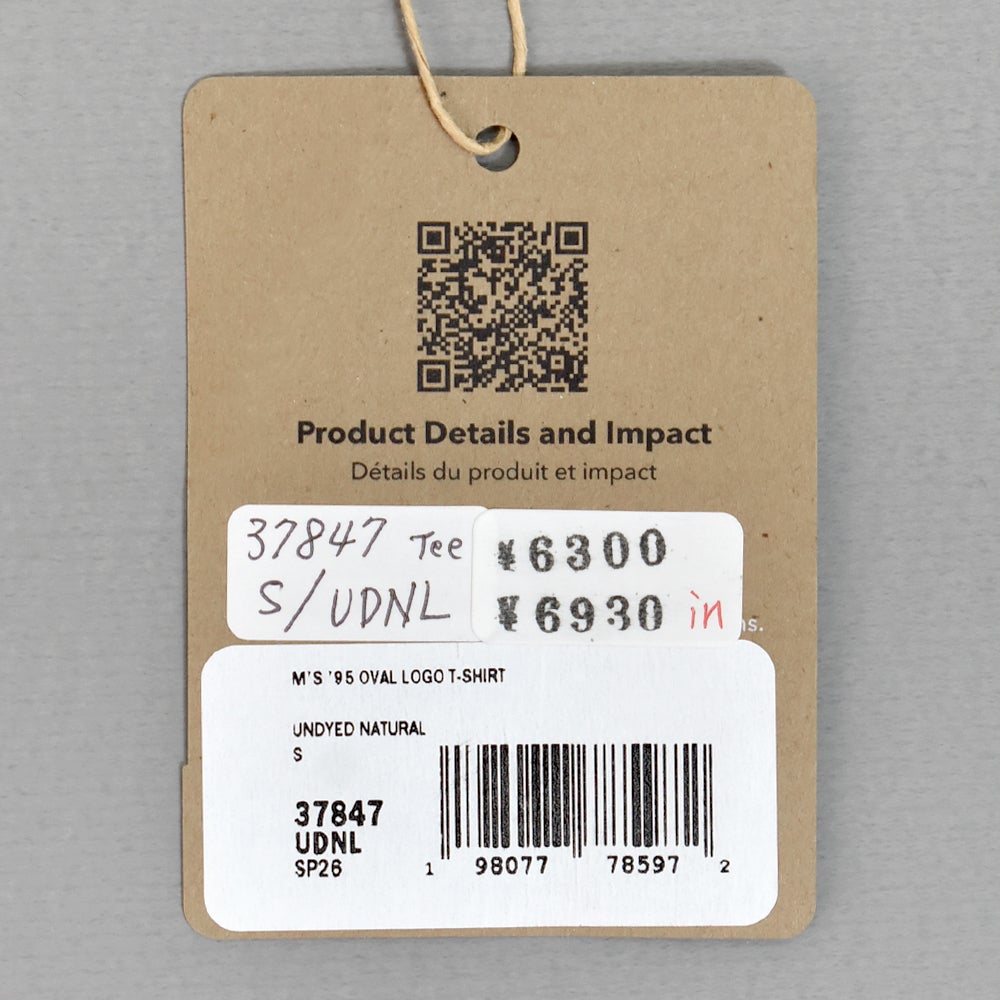 Product Details and Impact
Détails du produit et impact
37847 Tee
S/UDNL
¥6300
¥6930 in
M'S '95 OVAL LOGO T-SHIRT
UNDYED NATURAL
S
37847
UDNL
SP26
1 98077 78597 2